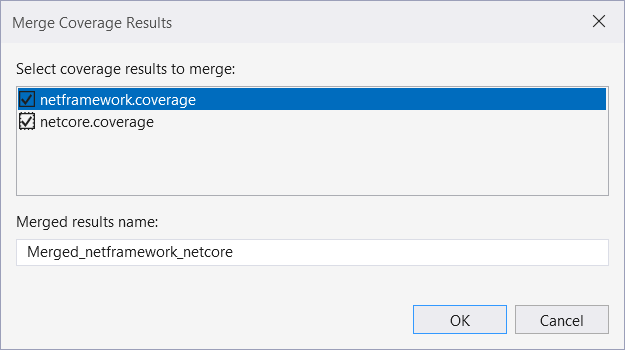 Merge Coverage Results
Select coverage results to merge:
netframework.coverage
netcore.coverage
Merged results name:
Merged_netframework_netcore
OK Cancel